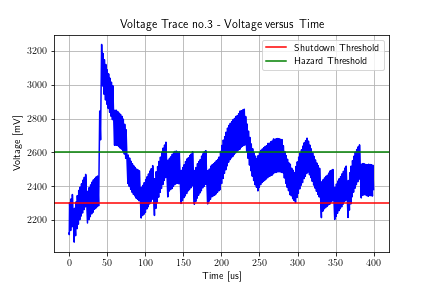 Voltage Trace no.3 - Voltage versus Time
Shutdown Threshold
Hazard Threshold
Voltage [mV]
3200
3000
2800
2600
2400
2200
0 50 100 150 200 250 300 350 400
Time [us]